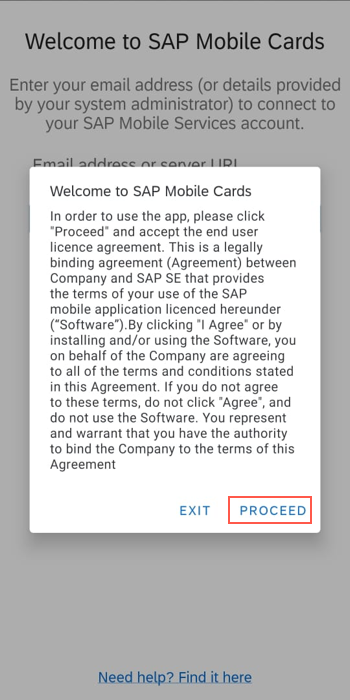 Welcome to SAP Mobile Cards
Enter your email address (or details provided
by your system administrator) to connect to
your SAP Mobile Services account.
Email address or server URL
Welcome to SAP Mobile Cards
In order to use the app, please click
"Proceed" and accept the end user
licence agreement. This is a legally
binding agreement (Agreement) between
Company and SAP SE that provides
the terms of your use of the SAP
mobile application licenced hereunder
(“Software”).By clicking "I Agree" or by
installing and/or using the Software, you
on behalf of the Company are agreeing
to all of the terms and conditions stated
in this Agreement. If you do not agree
to these terms, do not click "Agree", and
do not use the Software. You represent
and warrant that you have the authority
to bind the Company to the terms of this
Agreement
EXIT PROCEED
Need help? Find it here